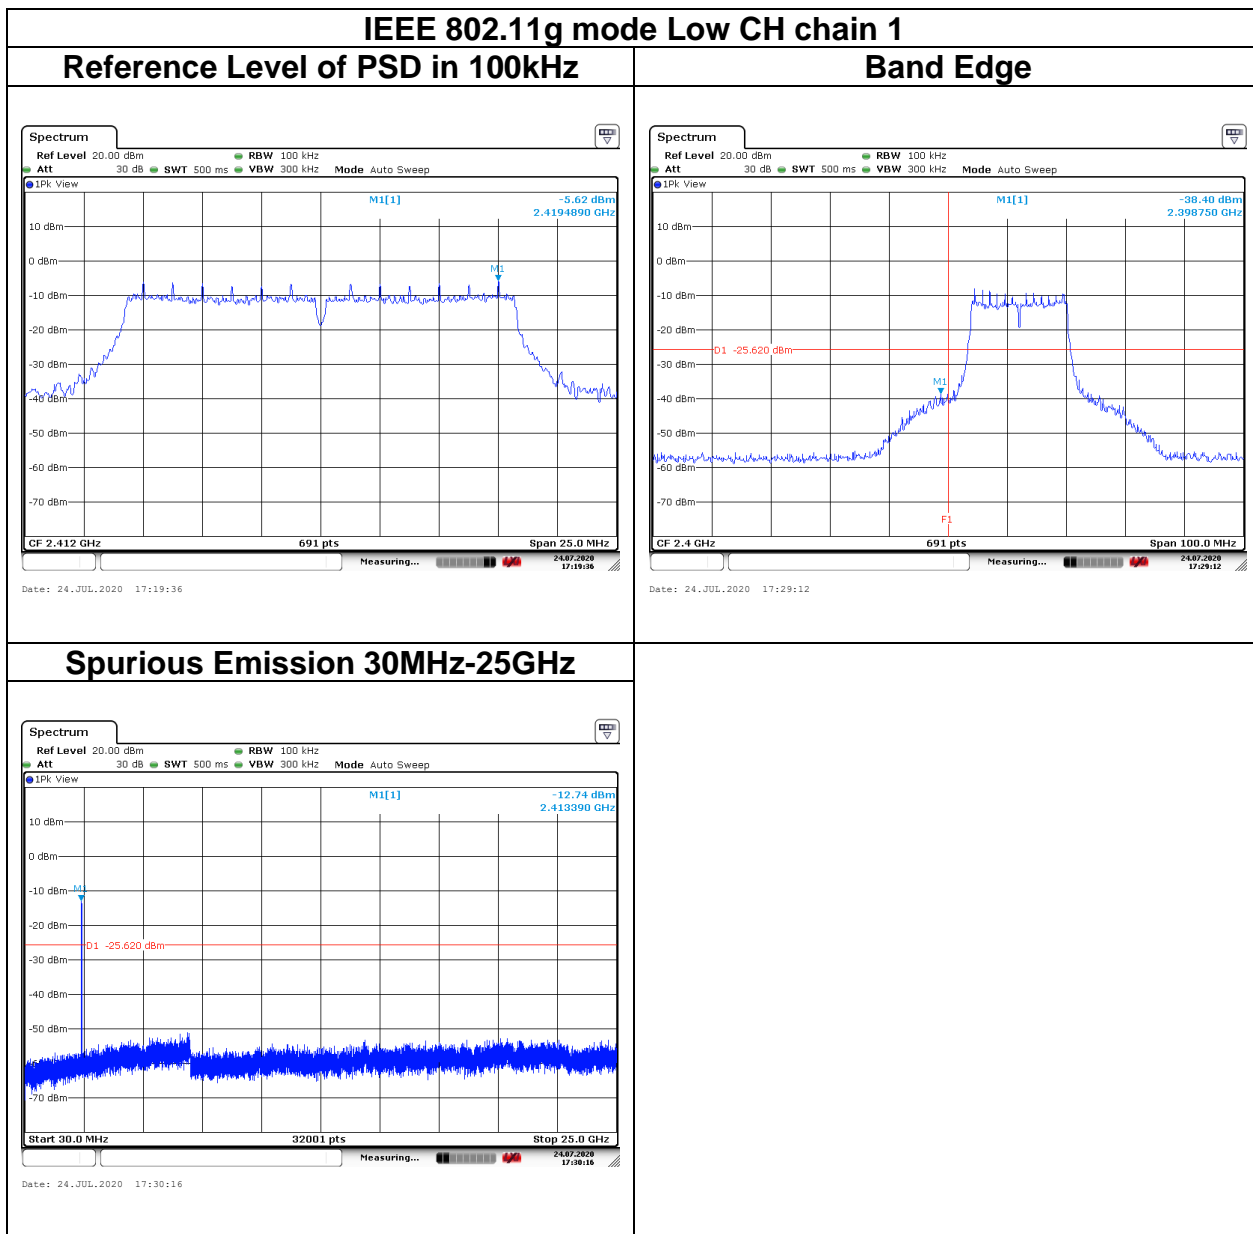 IEEE 802.11g mode Low CH chain 1
Reference Level of PSD in 100kHz
Band Edge
Spectrum
Ref Level 20.00 dBm RBW 100 kHz
Att 30 dB SWT 500 ms VBW 300 kHz Mode Auto Sweep
1Pk View
M1[1] -5.62 dBm
2.4194890 GHz
10 dBm
0 dBm
M1
-10 dBm
-20 dBm
-30 dBm
-40 dBm
-50 dBm
-60 dBm
-70 dBm
CF 2.412 GHz 691 pts Span 25.0 MHz
Measuring... 24.07.2020
17:19:36
Date: 24.JUL.2020 17:19:36
Spectrum
Ref Level 20.00 dBm RBW 100 kHz
Att 30 dB SWT 500 ms VBW 300 kHz Mode Auto Sweep
1Pk View
M1[1] -38.40 dBm
2.398750 GHz
10 dBm
0 dBm
-10 dBm
-20 dBm
D1 -25.620 dBm
-30 dBm
M1
-40 dBm
-50 dBm
-60 dBm
-70 dBm
F1
CF 2.4 GHz 691 pts Span 100.0 MHz
Measuring... 24.07.2020
17:29:12
Date: 24.JUL.2020 17:29:12
Spurious Emission 30MHz-25GHz
Spectrum
Ref Level 20.00 dBm RBW 100 kHz
Att 30 dB SWT 500 ms VBW 300 kHz Mode Auto Sweep
1Pk View
M1[1] -12.74 dBm
2.413390 GHz
10 dBm
0 dBm
-10 dBm M1
-20 dBm
D1 -25.620 dBm
-30 dBm
-40 dBm
-50 dBm
-70 dBm
Start 30.0 MHz 32001 pts Stop 25.0 GHz
Measuring... 24.07.2020
17:30:16
Date: 24.JUL.2020 17:30:16